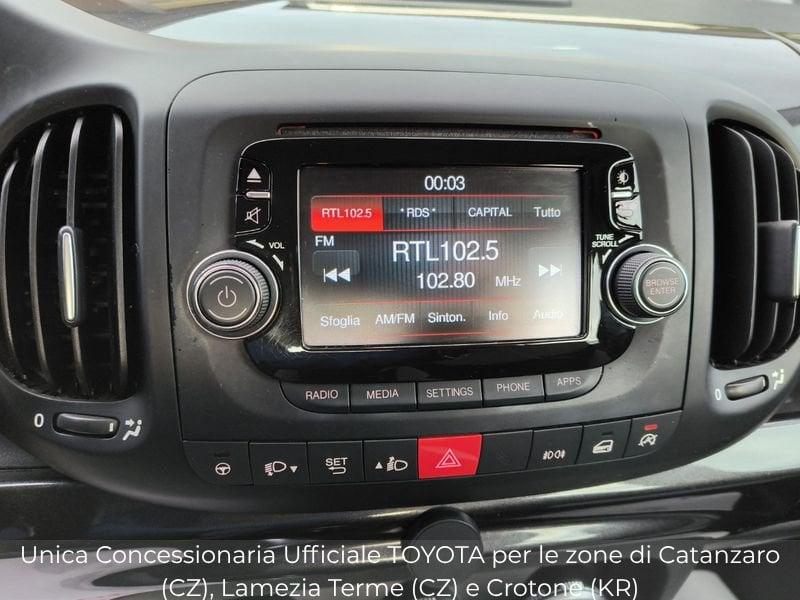 00:03
RTL102.5 *RDS* CAPITAL Tutto
FM
RTL102.5
102.80 MHz
Sfoglia AM/FM Sinton. Info Audio
VOL
TUNE
SCROLL
BROWSE
ENTER
RADIO MEDIA SETTINGS PHONE APPS
0
0
SET
Unica Concessionaria Ufficiale TOYOTA per le zone di Catanzaro
(CZ), Lamezia Terme (CZ) e Crotone (KR)